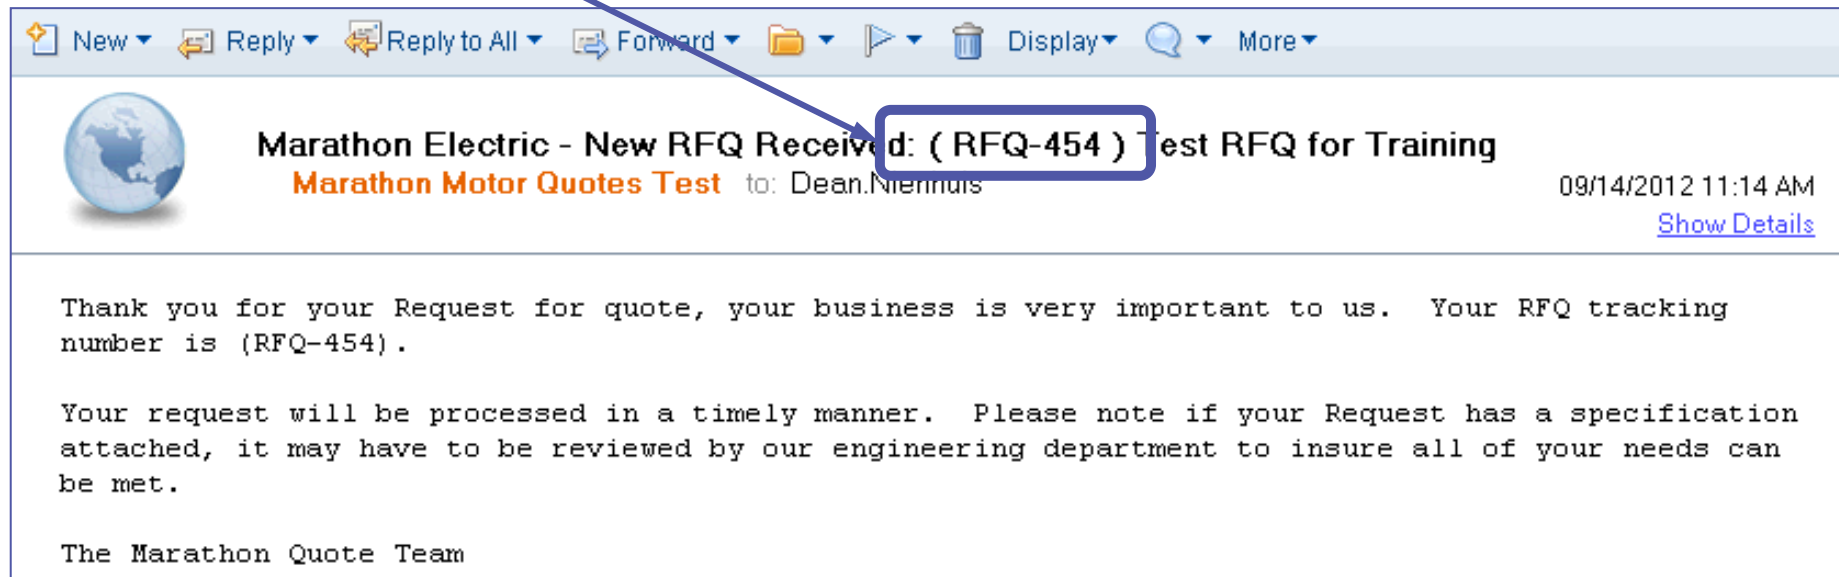 New Reply Reply to All Forward Display More
Marathon Electric - New RFQ Received: ( RFQ-454 ) Test RFQ for Training
Marathon Motor Quotes Test to: Dean.Nienhuis
09/14/2012 11:14 AM
Show Details
Thank you for your Request for quote, your business is very important to us. Your RFQ tracking
number is (RFQ-454).
Your request will be processed in a timely manner. Please note if your Request has a specification
attached, it may have to be reviewed by our engineering department to insure all of your needs can
be met.
The Marathon Quote Team